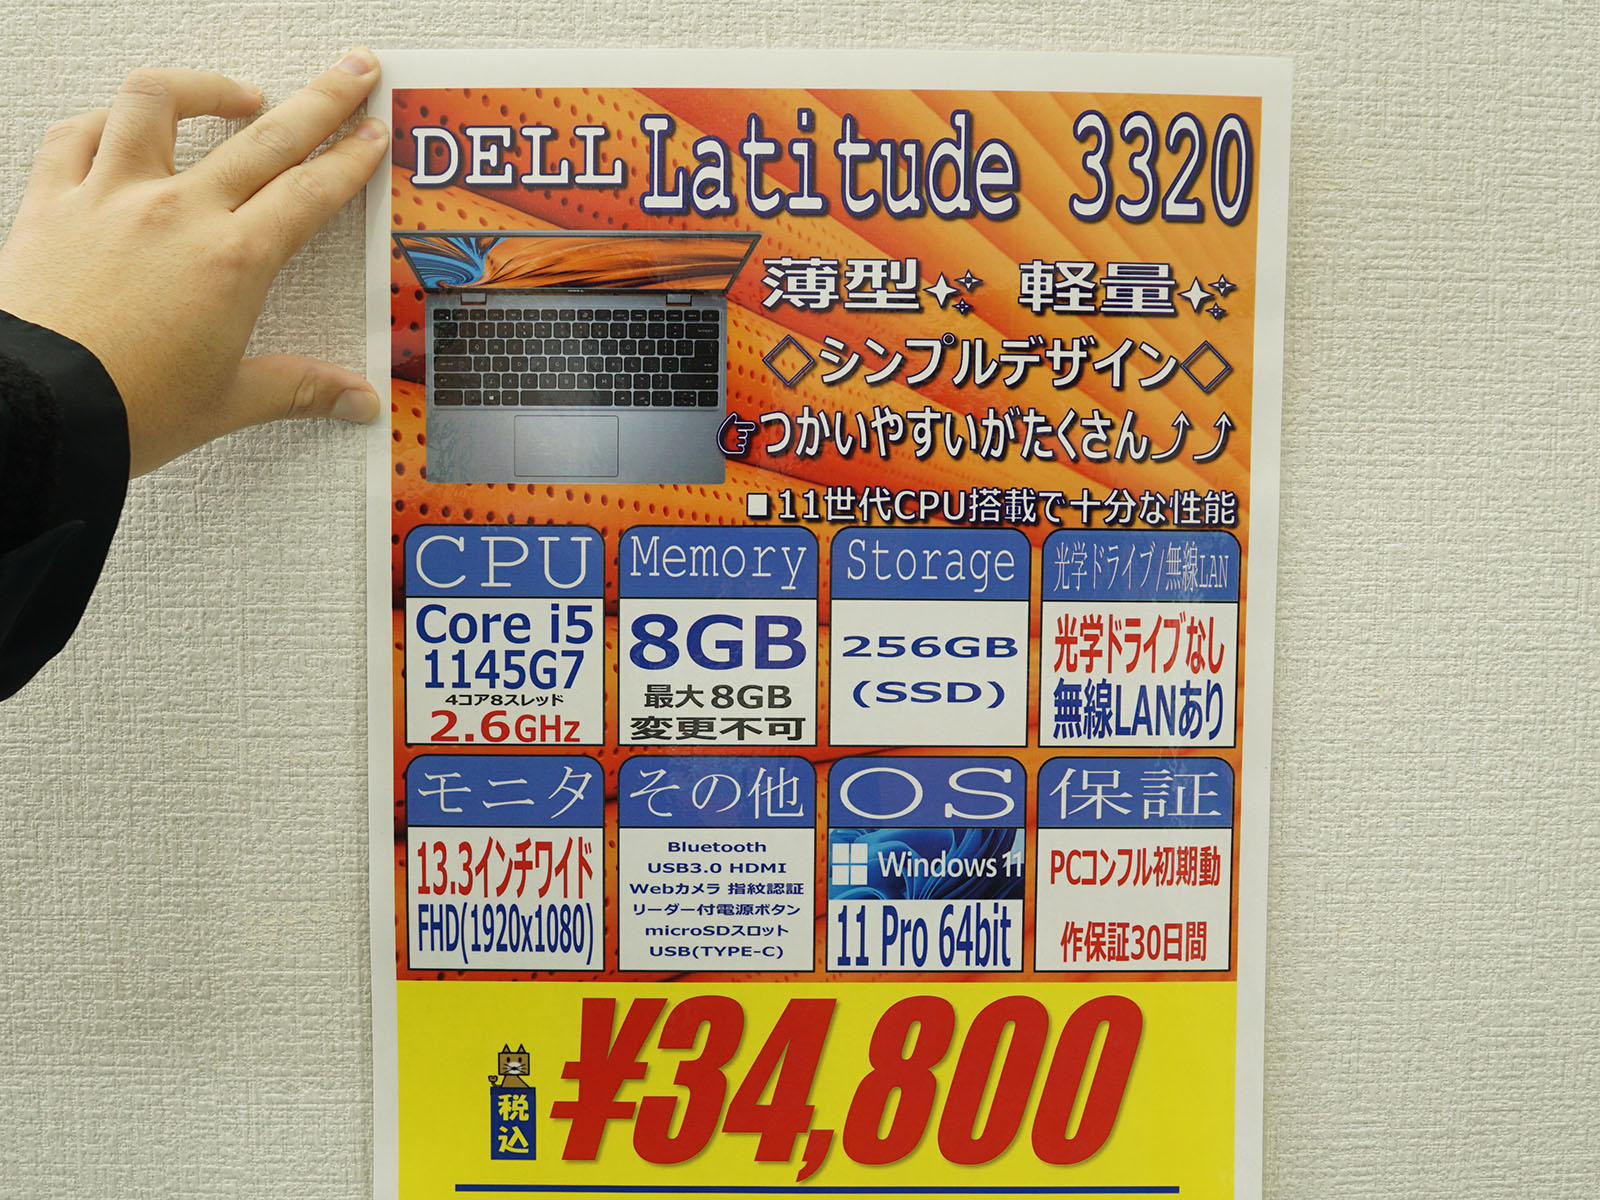 DELL Latitude 3320
薄型 軽量
◇シンプルデザイン◇
☞つかいやすいがたくさん⤴⤴
■11世代CPU搭載で十分な性能
CPU
Core i5
1145G7
4コア8スレッド
2.6GHz
Memory
8GB
最大8GB
変更不可
Storage
256GB
(SSD)
光学ドライブ/無線LAN
光学ドライブなし
無線LANあり
モニタ
13.3インチワイド
FHD(1920x1080)
その他
Bluetooth
USB3.0 HDMI
Webカメラ 指紋認証
リーダー付電源ボタン
microSDスロット
USB(TYPE-C)
OS
Windows 11
11 Pro 64bit
保証
PCコンフル初期動
作保証30日間
税込
¥34,800